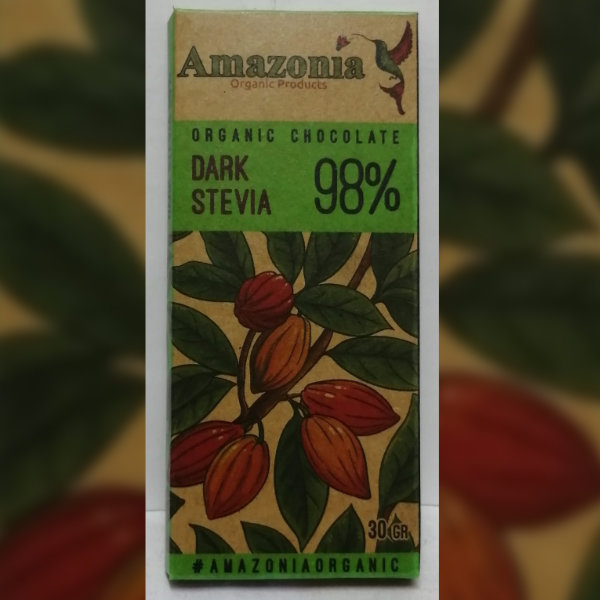 Amazonia
Organic Products
ORGANIC CHOCOLATE
DARK
STEVIA
98%
30 GR
#AMAZONIAORGANIC